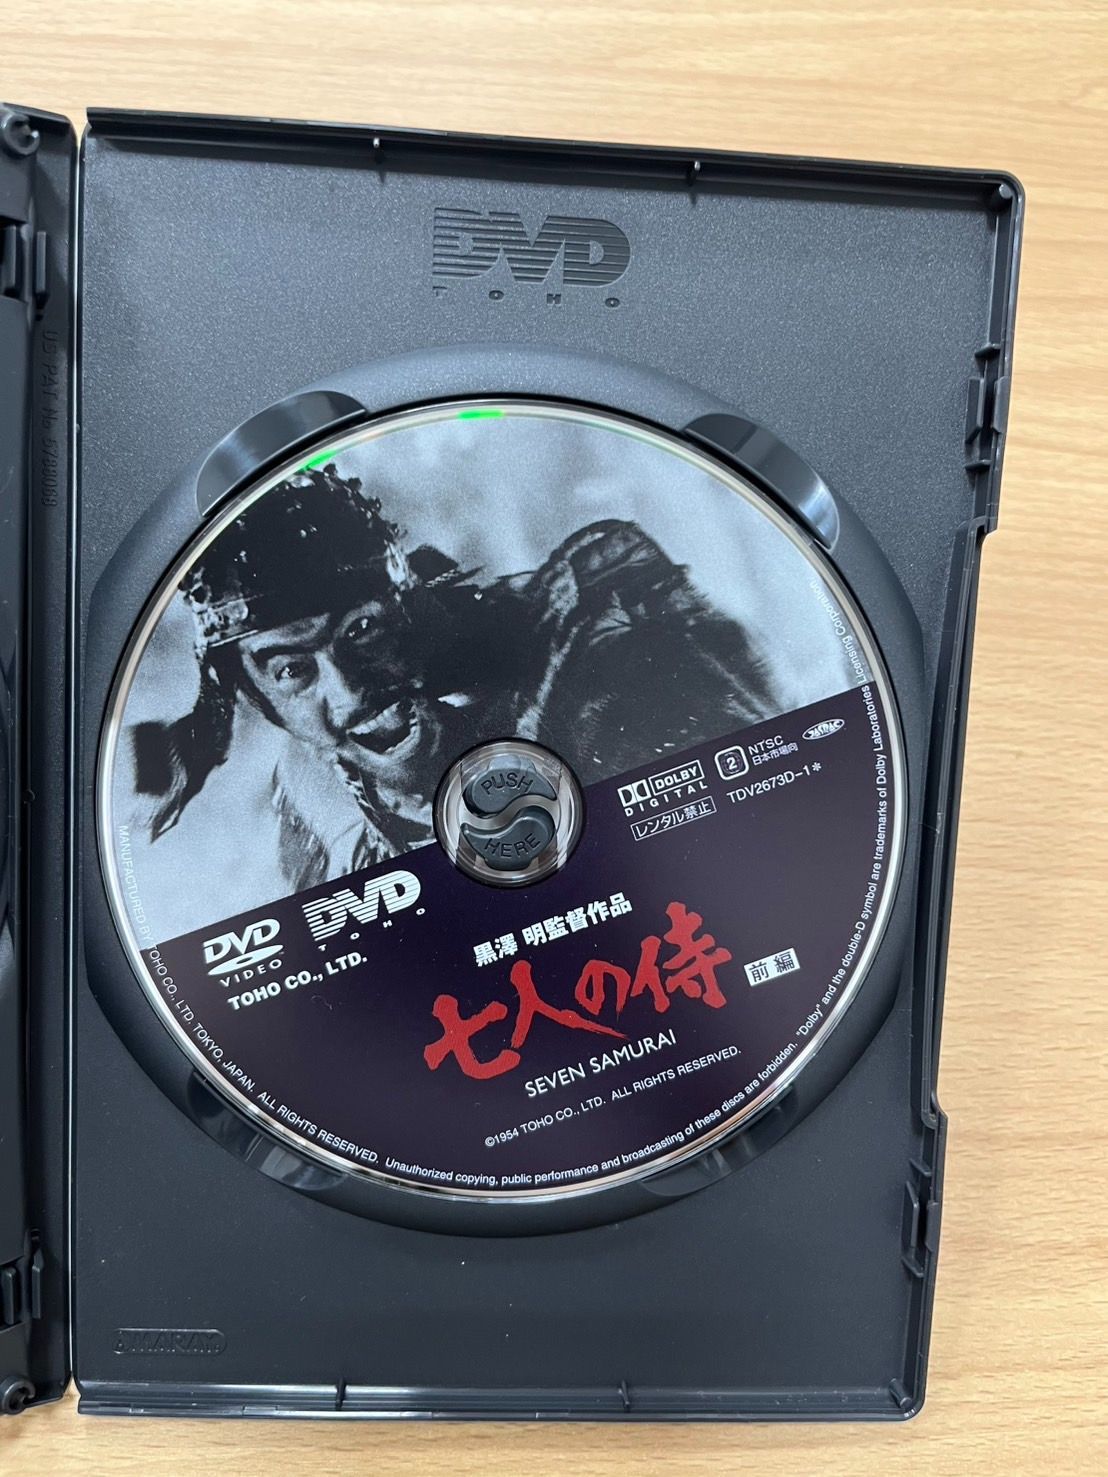 DVD
TOHO
US PAT No 5788068
PUSH
HERE
DOLBY
DIGITAL
2
NTSC
日本市場向
JASRAC
レンタル禁止
TDV2673D-1*
DVD
VIDEO
DVD
TOHO
TOHO CO., LTD.
黒澤 明監督作品
七人の侍
前編
SEVEN SAMURAI
©1954 TOHO CO., LTD. ALL RIGHTS RESERVED.
MANUFACTURED BY TOHO CO., LTD. TOKYO, JAPAN. ALL RIGHTS RESERVED. Unauthorized copying, public performance and broadcasting of these discs are forbidden. "Dolby" and the double-D symbol are trademarks of Dolby Laboratories Licensing Corporation
AMARAY